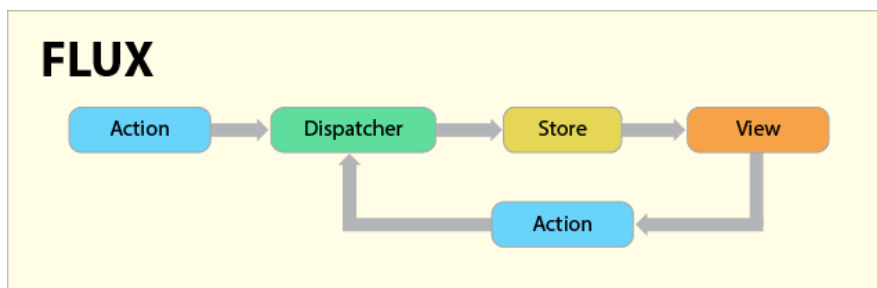 FLUX
Action
Dispatcher
Store
View
Action